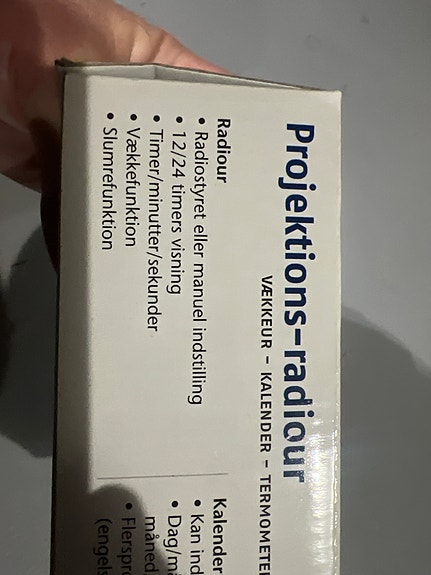 Projektions-radiour
VÆKKEUR - KALENDER - TERMOMETE
Radiour
• Radiostyret eller manuel indstilling
• 12/24 timers visning
• Timer/minutter/sekunder
• Vækkefunktion
• Slumrefunktion
Kalender
• Kan ind
• Dag/m
måned
• Flerspr
(engels